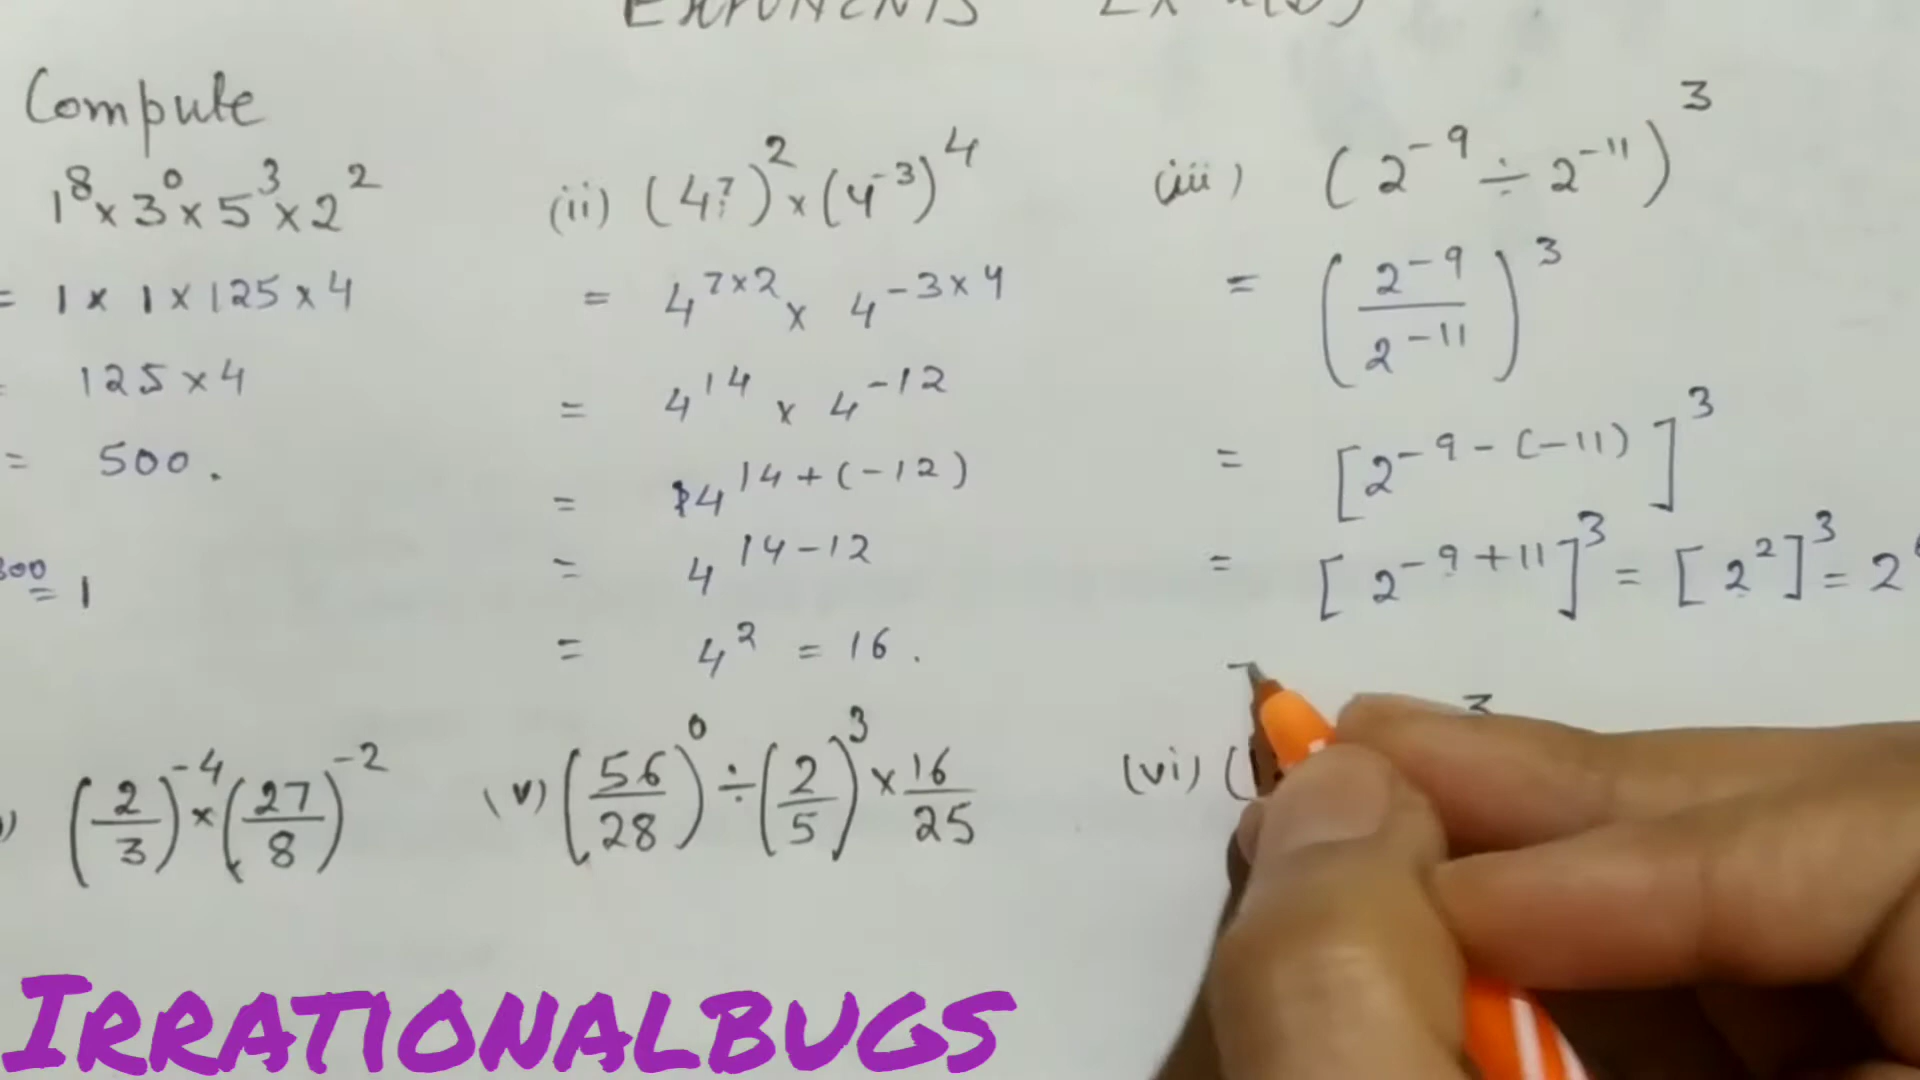 EXPONENTS Ex
Compute
1⁸ × 3⁰ × 5³ × 2²
= 1 × 1 × 125 × 4
= 125 × 4
= 500 .
= 1
(ii) (4⁷)² × (4⁻³)⁴
= 4^(7×2) × 4^(-3×4)
= 4¹⁴ × 4⁻¹²
= 4^(14+(-12))
= 4^(14-12)
= 4² = 16 .
(iii) (2⁻⁹ ÷ 2⁻¹¹)³
= (2⁻⁹/2⁻¹¹)³
= [2^(-9-(-11))]³
= [2^(-9+11)]³ = [2²]³ = 2
(2/3)⁻⁴ × (27/8)⁻²
(v) (56/28)⁰ ÷ (2/5)³ × 16/25
(vi) (
3
IRRATIONALBUGS